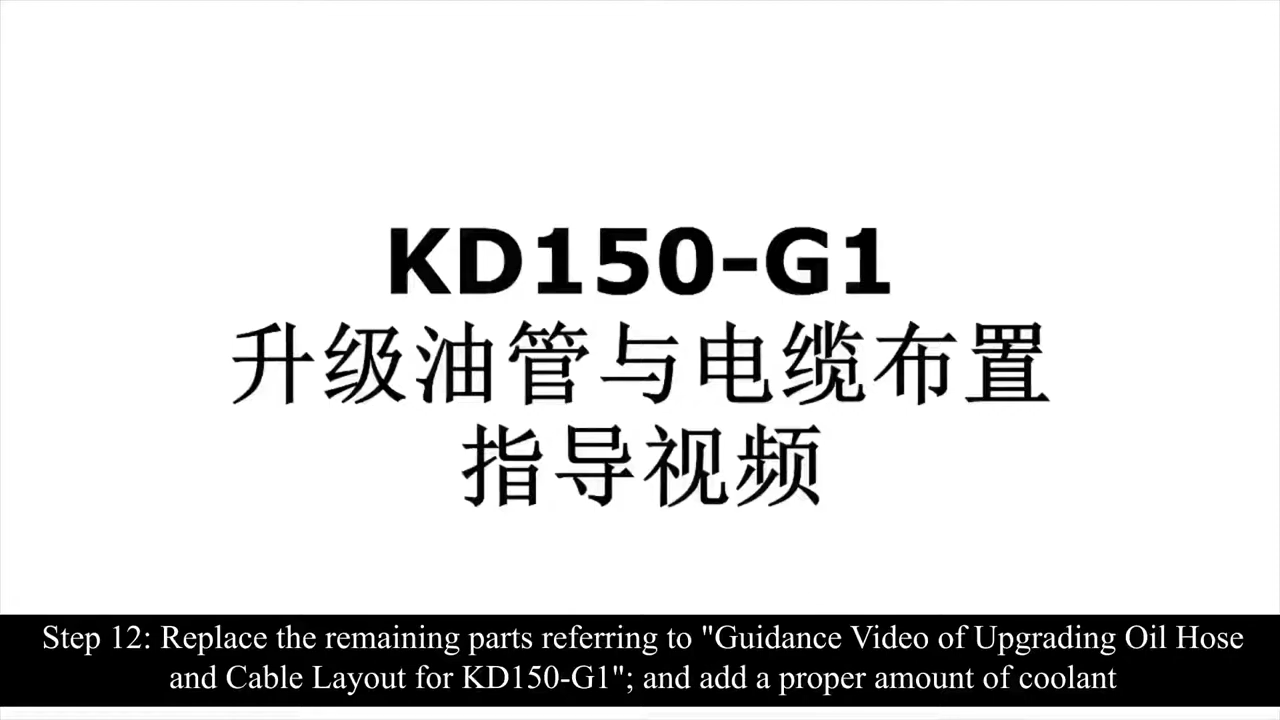 KD150-G1
升级油管与电缆布置
指导视频
Step 12: Replace the remaining parts referring to "Guidance Video of Upgrading Oil Hose
and Cable Layout for KD150-G1"; and add a proper amount of coolant